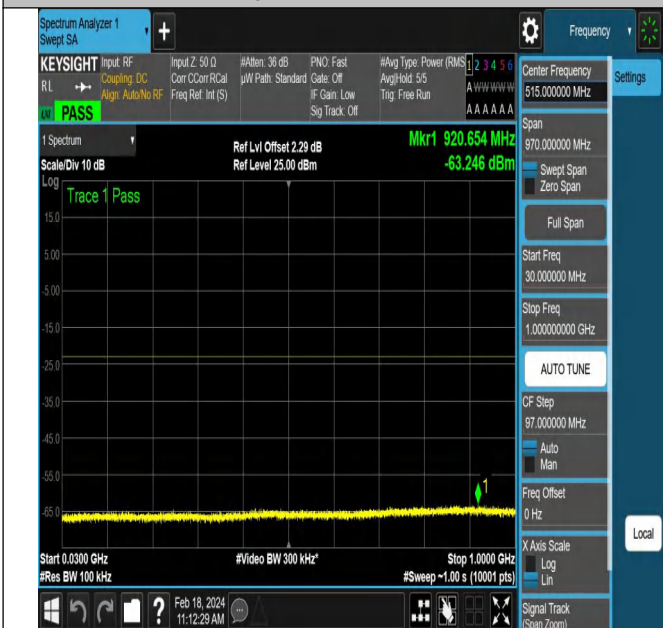 Spectrum Analyzer 1
Swept SA
+
Frequency
KEYSIGHT
RL
PASS
Input: RF
Coupling: DC
Align: Auto/No RF
Input Z: 50 Ω
Corr CCorr RCal
Freq Ref: Int (S)
#Atten: 36 dB
µW Path: Standard
PNO: Fast
Gate: Off
IF Gain: Low
Sig Track: Off
#Avg Type: Power (RMS
Avg|Hold: 5/5
Trig: Free Run
1 2 3 4 5 6
A W W W W W
A A A A A A
1 Spectrum
Scale/Div 10 dB
Ref Lvl Offset 2.29 dB
Ref Level 25.00 dBm
Mkr1 920.654 MHz
-63.246 dBm
Log
Trace 1 Pass
15.0
5.00
-5.00
-15.0
-25.0
-35.0
-45.0
-55.0
-65.0
1
Start 0.0300 GHz
#Res BW 100 kHz
#Video BW 300 kHz*
Stop 1.0000 GHz
#Sweep ~1.00 s (10001 pts)
?
Feb 18, 2024
11:12:29 AM
Center Frequency
515.000000 MHz
Settings
Span
970.000000 MHz
Swept Span
Zero Span
Full Span
Start Freq
30.000000 MHz
Stop Freq
1.000000000 GHz
AUTO TUNE
CF Step
97.000000 MHz
Auto
Man
Freq Offset
0 Hz
Local
X Axis Scale
Log
Lin
Signal Track
(Span Zoom)